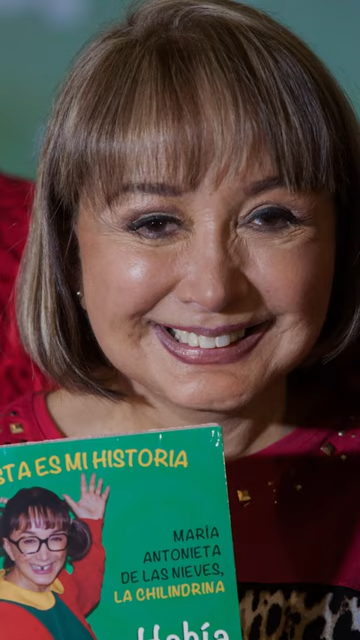 STA ES MI HISTORIA
MARÍA
ANTONIETA
DE LAS NIEVES,
LA CHILINDRINA
Había